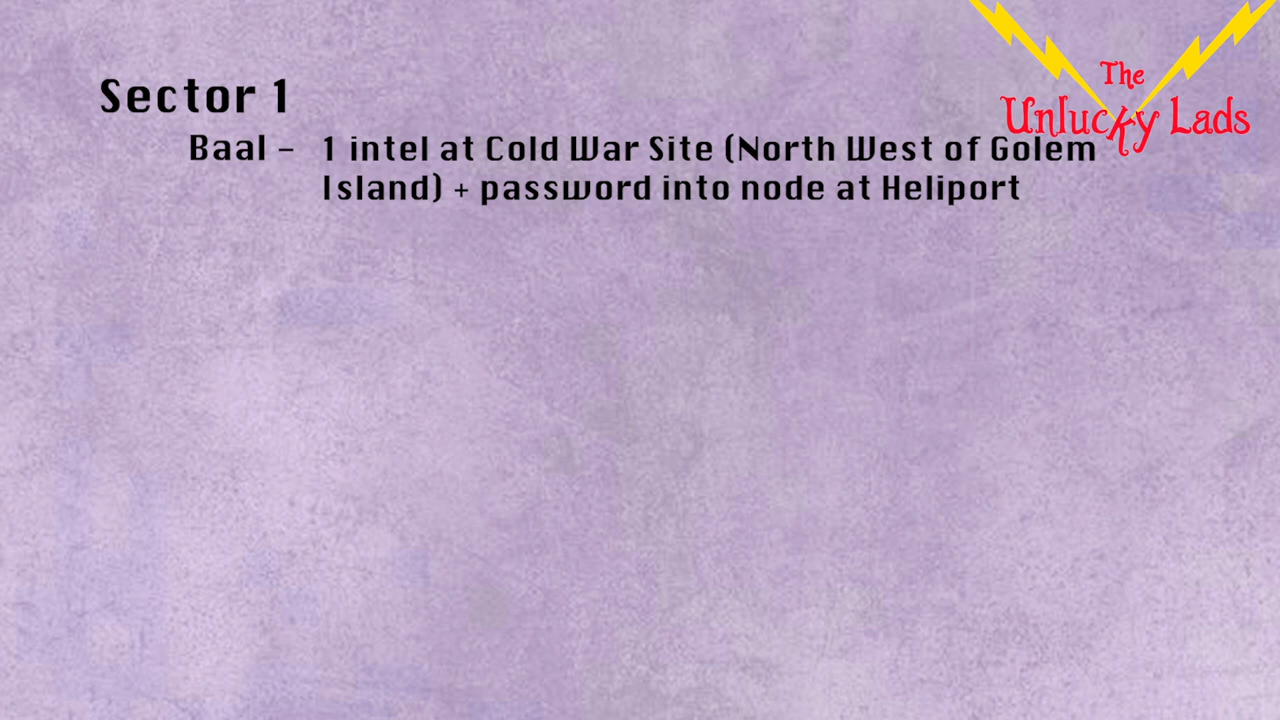 The
Unlucky Lads
Sector 1
Baal - 1 intel at Cold War Site (North West of Golem
Island) + password into node at Heliport